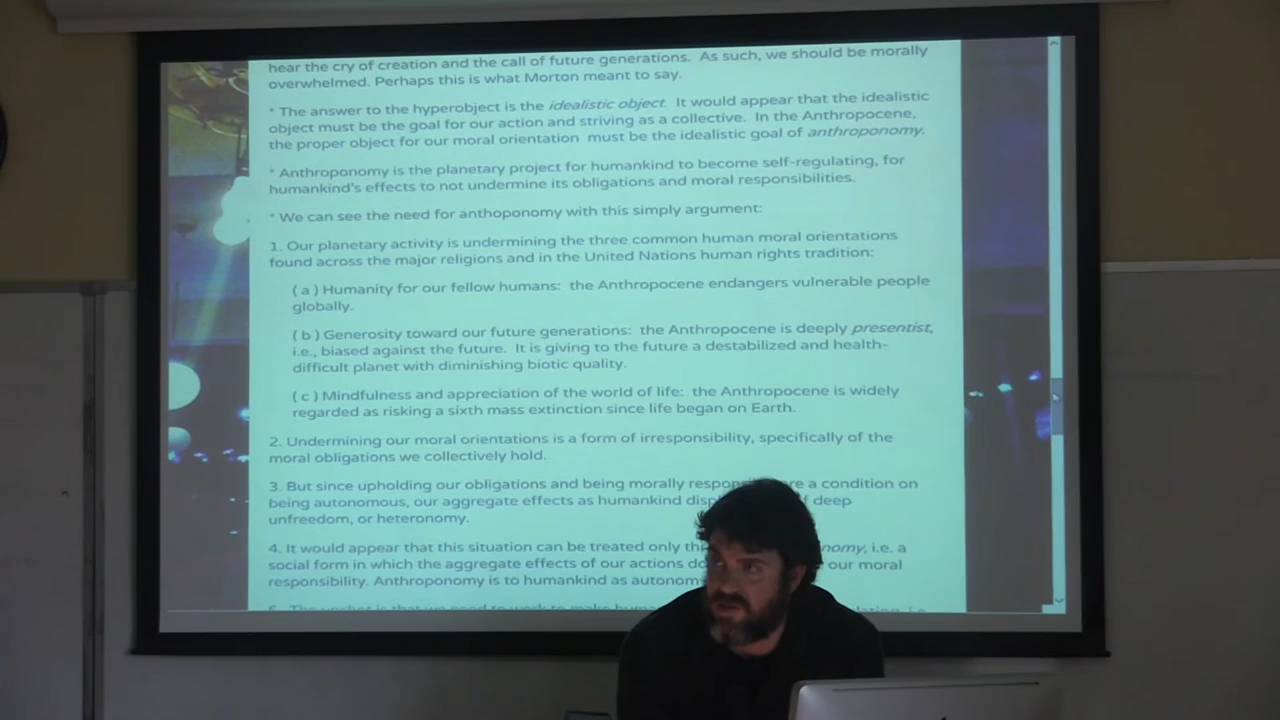 hear the cry of creation and the call of future generations. As such, we should be morally
overwhelmed. Perhaps this is what Morton meant to say.
* The answer to the hyperobject is the idealistic object. It would appear that the idealistic
object must be the goal for our action and striving as a collective. In the Anthropocene,
the proper object for our moral orientation must be the idealistic goal of anthroponomy.
* Anthroponomy is the planetary project for humankind to become self-regulating, for
humankind's effects to not undermine its obligations and moral responsibilities.
* We can see the need for anthoponomy with this simply argument:
1. Our planetary activity is undermining the three common human moral orientations
found across the major religions and in the United Nations human rights tradition:
( a ) Humanity for our fellow humans: the Anthropocene endangers vulnerable people
globally.
( b ) Generosity toward our future generations: the Anthropocene is deeply presentist,
i.e., biased against the future. It is giving to the future a destabilized and health-
difficult planet with diminishing biotic quality.
( c ) Mindfulness and appreciation of the world of life: the Anthropocene is widely
regarded as risking a sixth mass extinction since life began on Earth.
2. Undermining our moral orientations is a form of irresponsibility, specifically of the
moral obligations we collectively hold.
3. But since upholding our obligations and being morally respon re a condition on
being autonomous, our aggregate effects as humankind disp f deep
unfreedom, or heteronomy.
4. It would appear that this situation can be treated only th nomy, i.e. a
social form in which the aggregate effects of our actions do our moral
responsibility. Anthroponomy is to humankind as autonom